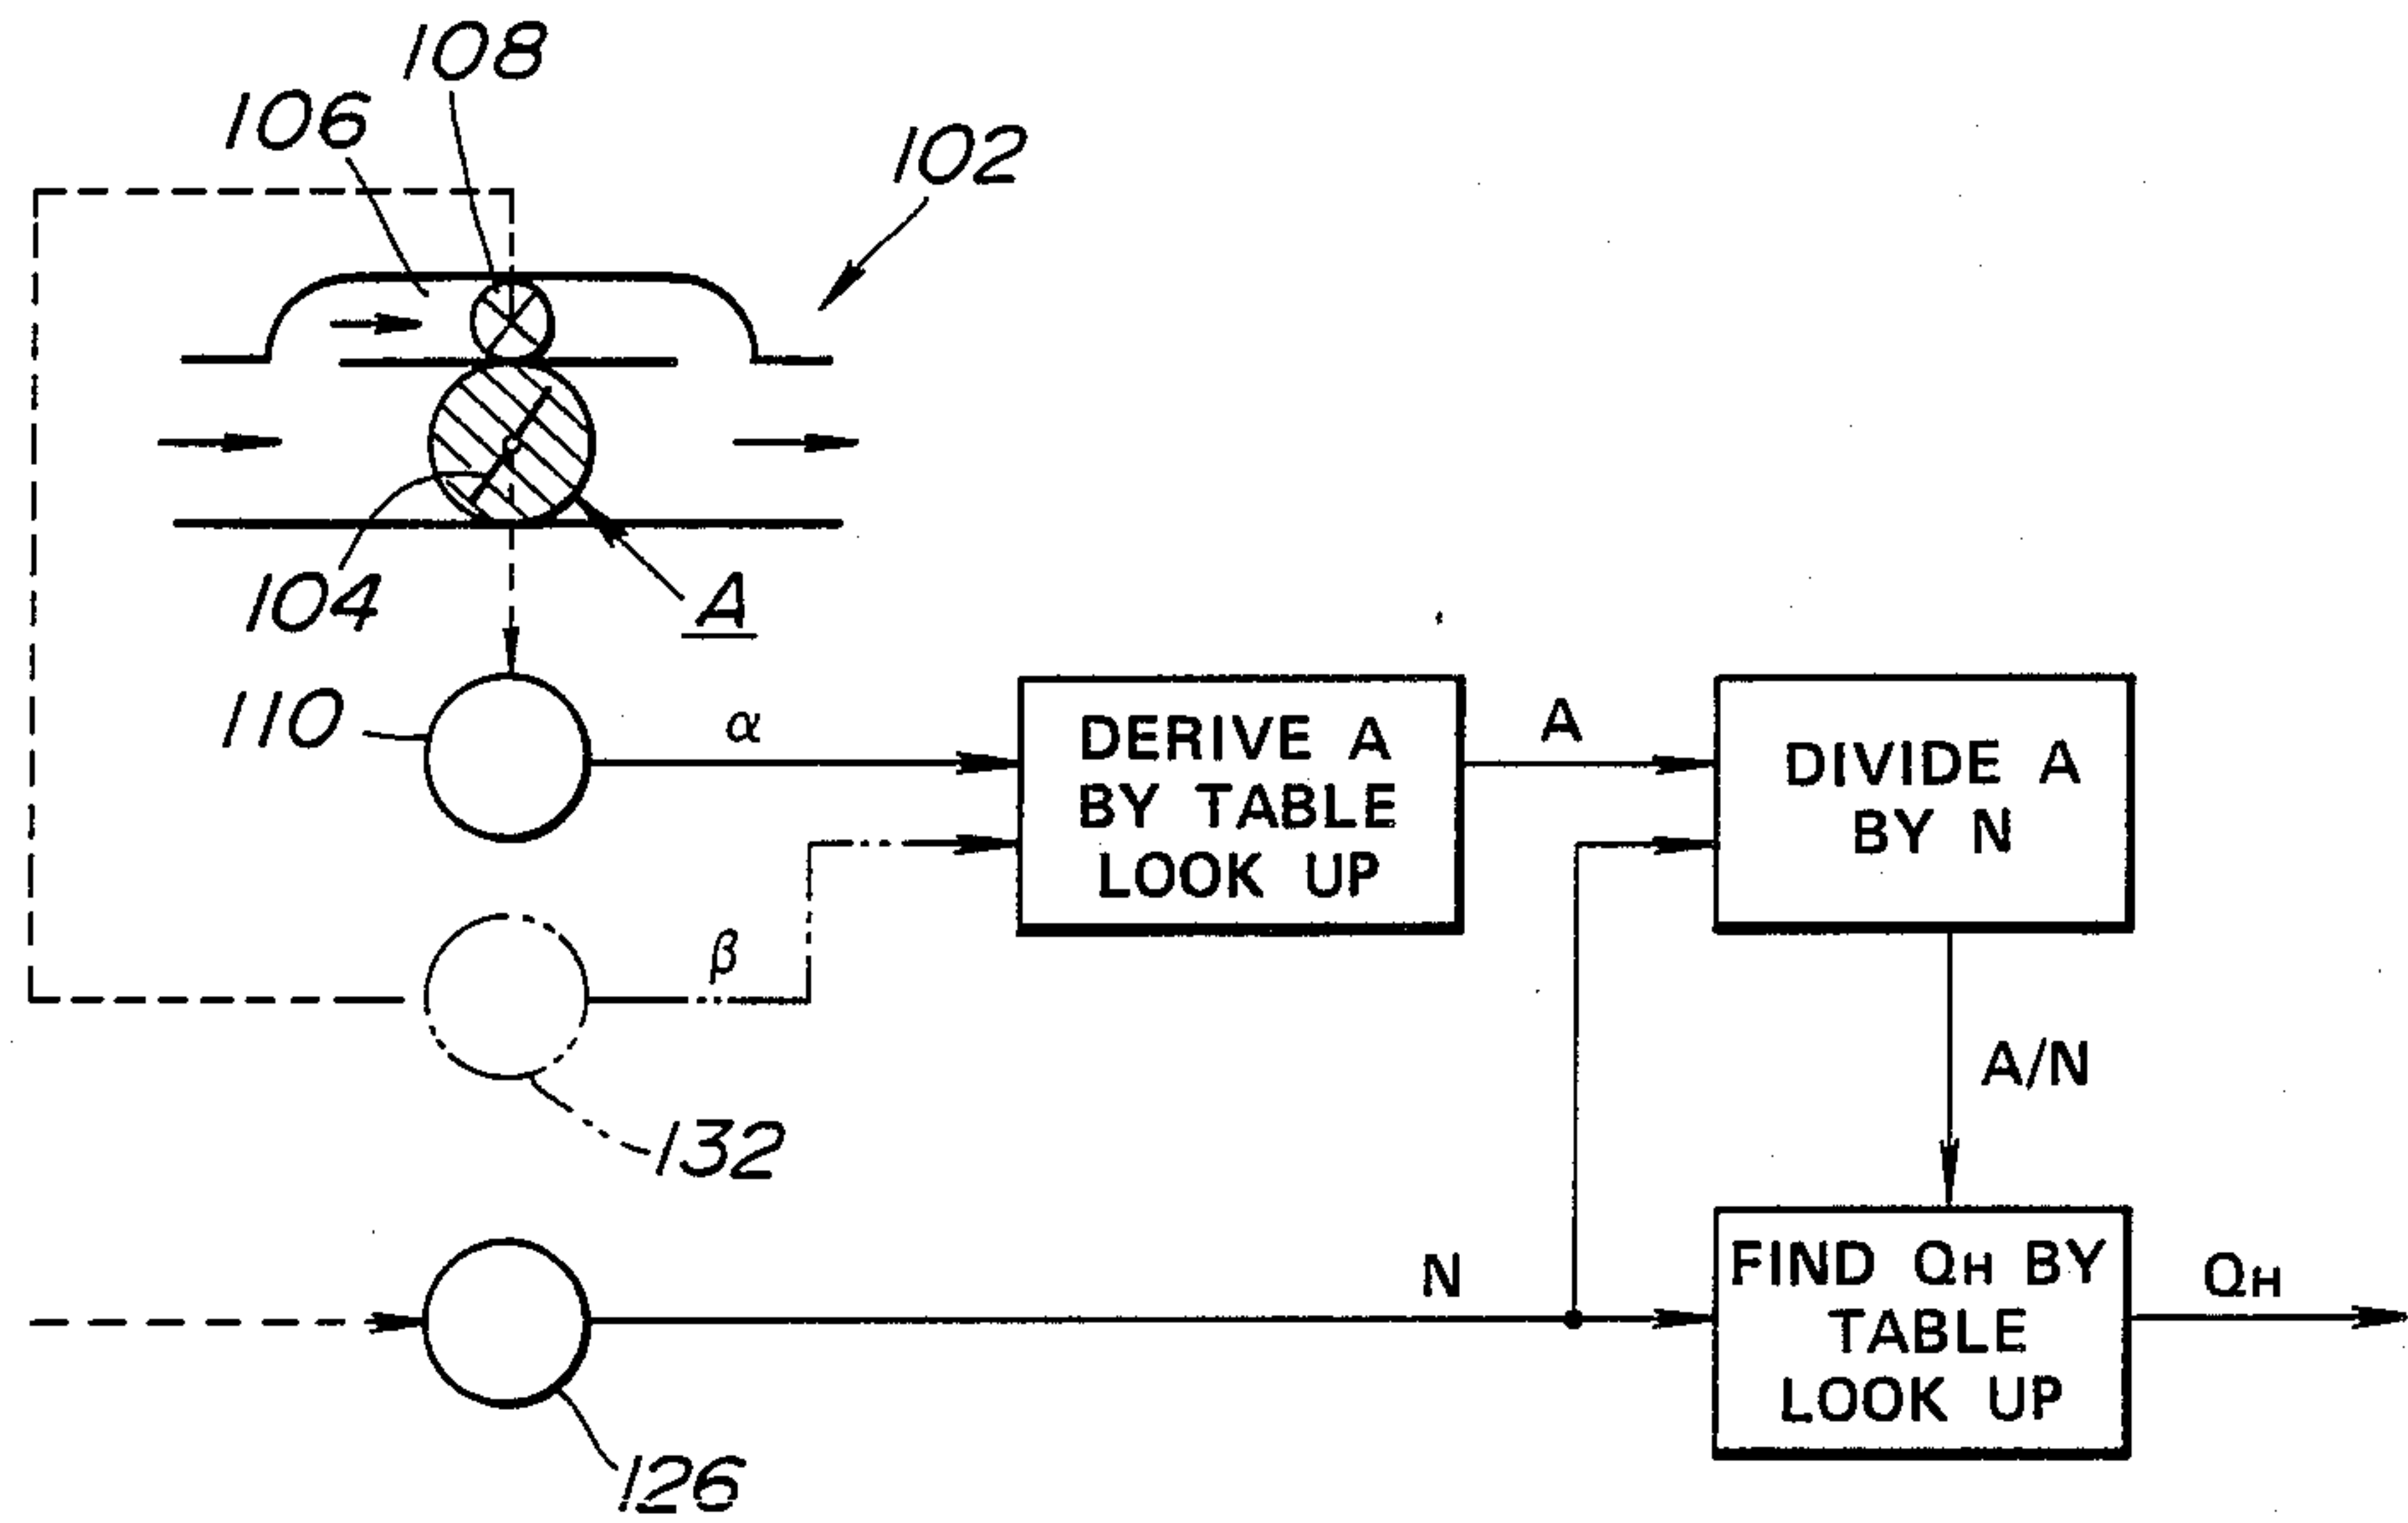 108
106
102
104
A
110
α
DERIVE A
BY TABLE
LOOK UP
A
DIVIDE A
BY N
β
132
A/N
N
FIND QH BY
TABLE
LOOK UP
QH
126